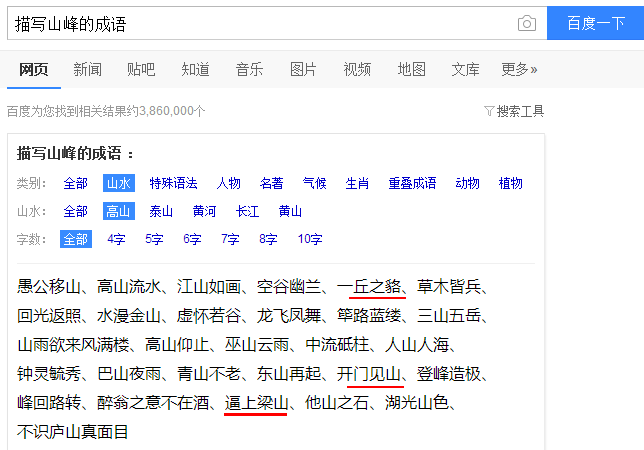 描写山峰的成语 百度一下
网页 新闻 贴吧 知道 音乐 图片 视频 地图 文库 更多»
百度为您找到相关结果约3,860,000个 搜索工具
描写山峰的成语：
类别： 全部 山水 特殊语法 人物 名著 气候 生肖 重叠成语 动物 植物
山水： 全部 高山 泰山 黄河 长江 黄山
字数： 全部 4字 5字 6字 7字 8字 10字
愚公移山、高山流水、江山如画、空谷幽兰、一丘之貉、草木皆兵、
回光返照、水漫金山、虚怀若谷、龙飞凤舞、筚路蓝缕、三山五岳、
山雨欲来风满楼、高山仰止、巫山云雨、中流砥柱、人山人海、
钟灵毓秀、巴山夜雨、青山不老、东山再起、开门见山、登峰造极、
峰回路转、醉翁之意不在酒、逼上梁山、他山之石、湖光山色、
不识庐山真面目